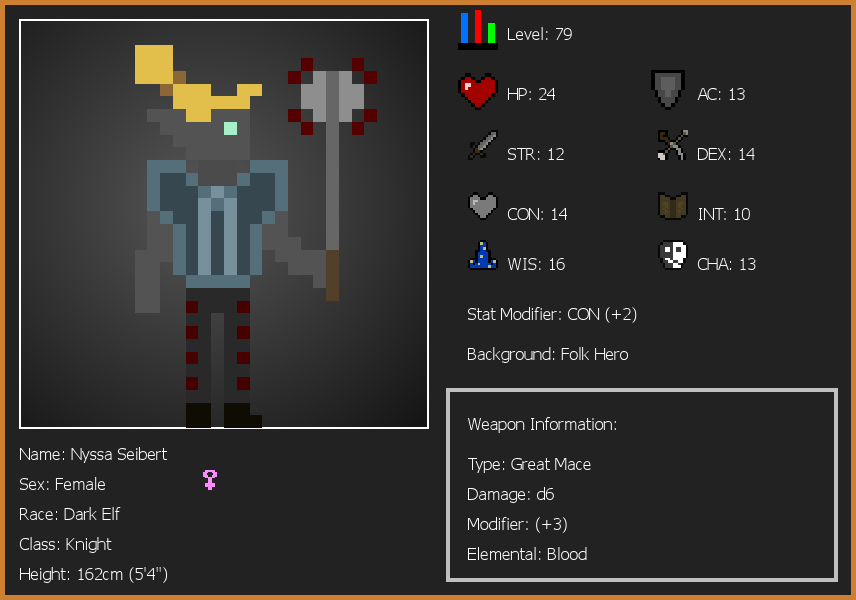 Level: 79
HP: 24
AC: 13
STR: 12
DEX: 14
CON: 14
INT: 10
WIS: 16
CHA: 13
Stat Modifier: CON (+2)
Background: Folk Hero
Weapon Information:
Type: Great Mace
Damage: d6
Modifier: (+3)
Elemental: Blood
Name: Nyssa Seibert
Sex: Female
Race: Dark Elf
Class: Knight
Height: 162cm (5'4")